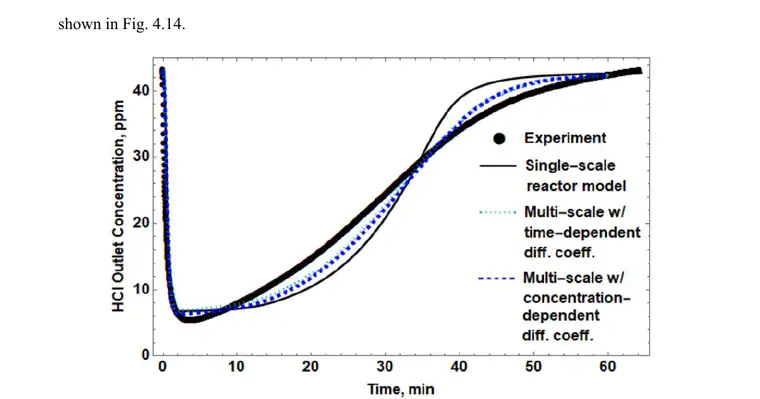 shown in Fig. 4.14.
HCl Outlet Concentration, ppm
40
30
20
10
0
Experiment
Single–scale
reactor model
Multi–scale w/
time–dependent
diff. coeff.
Multi–scale w/
concentration–
dependent
diff. coeff.
0 10 20 30 40 50 60
Time, min